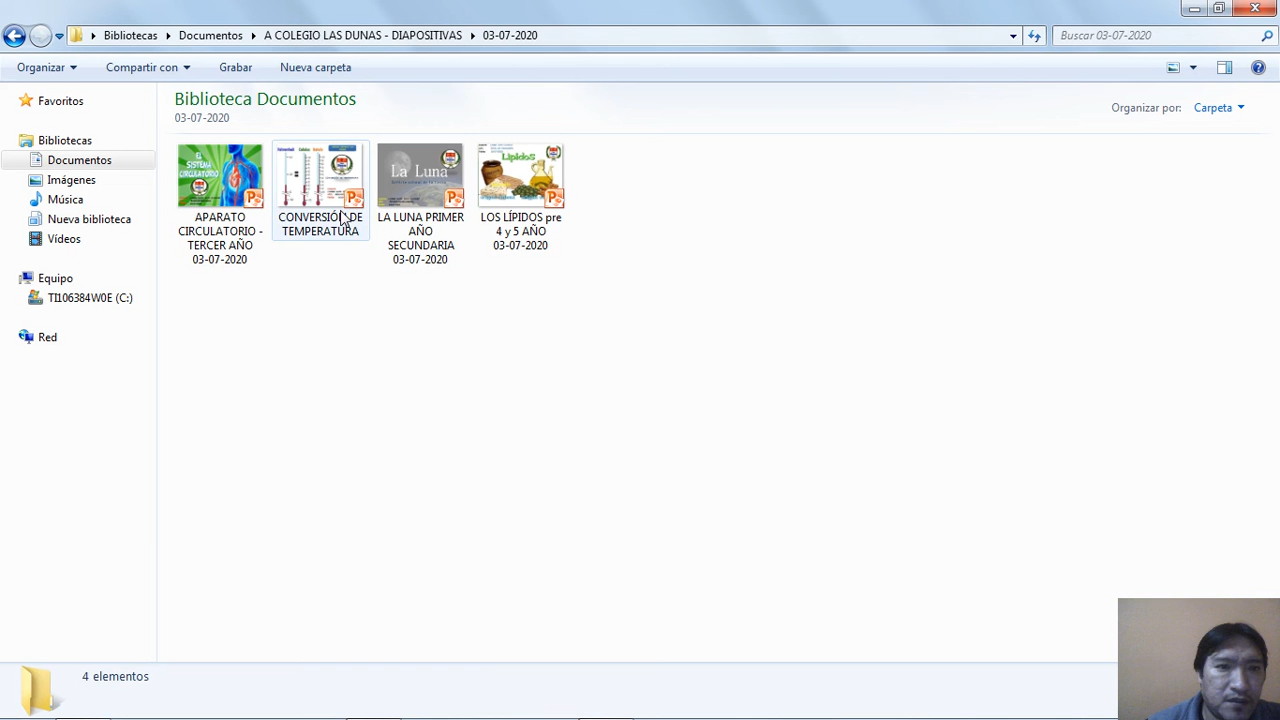 Bibliotecas ▸ Documentos ▸ A COLEGIO LAS DUNAS - DIAPOSITIVAS ▸ 03-07-2020
Buscar 03-07-2020
Organizar Compartir con Grabar Nueva carpeta
Favoritos
Bibliotecas
Documentos
Imágenes
Música
Nueva biblioteca
Vídeos
Equipo
TI106384W0E (C:)
Red
Biblioteca Documentos
03-07-2020
Organizar por: Carpeta
SISTEMA
CIRCULATORIO
APARATO
CIRCULATORIO -
TERCER AÑO
03-07-2020
CONVERSIÓN DE
TEMPERATURA
La Luna
LA LUNA PRIMER
AÑO
SECUNDARIA
03-07-2020
Lípidos
LOS LÍPIDOS pre
4 y 5 AÑO
03-07-2020
4 elementos